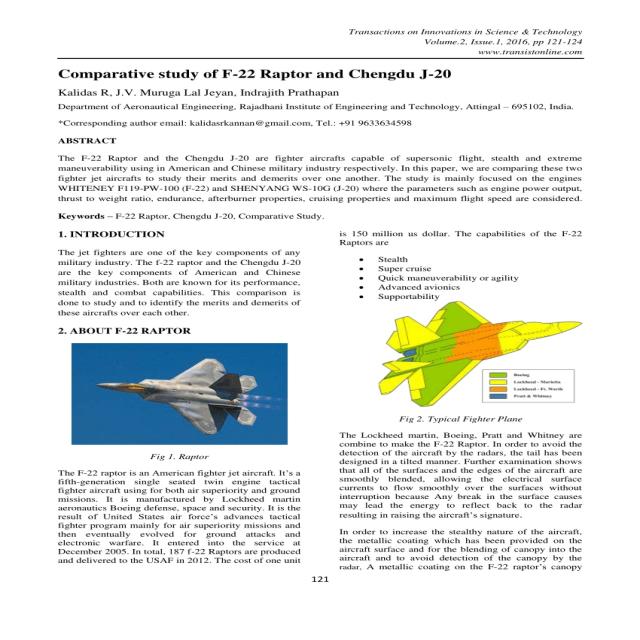 Transactions on Innovations in Science & Technology
Volume.2, Issue.1, 2016, pp 121-124
www.transistonline.com
Comparative study of F-22 Raptor and Chengdu J-20
Kalidas R, J.V. Muruga Lal Jeyan, Indrajith Prathapan
Department of Aeronautical Engineering, Rajadhani Institute of Engineering and Technology, Attingal – 695102, India.
*Corresponding author email: kalidasrkannan@gmail.com, Tel.: +91 9633634598
ABSTRACT
The F-22 Raptor and the Chengdu J-20 are fighter aircrafts capable of supersonic flight, stealth and extreme
maneuverability using in American and Chinese military industry respectively. In this paper, we are comparing these two
fighter jet aircrafts to study their merits and demerits over one another. The study is mainly focused on the engines
WHITENEY F119-PW-100 (F-22) and SHENYANG WS-10G (J-20) where the parameters such as engine power output,
thrust to weight ratio, endurance, afterburner properties, cruising properties and maximum flight speed are considered.
Keywords – F-22 Raptor, Chengdu J-20, Comparative Study.
1. INTRODUCTION
The jet fighters are one of the key components of any
military industry. The f-22 raptor and the Chengdu J-20
are the key components of American and Chinese
military industries. Both are known for its performance,
stealth and combat capabilities. This comparison is
done to study and to identify the merits and demerits of
these aircrafts over each other.
2. ABOUT F-22 RAPTOR
Fig 1. Raptor
The F-22 raptor is an American fighter jet aircraft. It's a
fifth-generation single seated twin engine tactical
fighter aircraft using for both air superiority and ground
missions. It is manufactured by Lockheed martin
aeronautics Boeing defense, space and security. It is the
result of United States air force's advances tactical
fighter program mainly for air superiority missions and
then eventually evolved for ground attacks and
electronic warfare. It entered into the service at
December 2005. In total, 187 f-22 Raptors are produced
and delivered to the USAF in 2012. The cost of one unit
is 150 million us dollar. The capabilities of the F-22
Raptors are
• Stealth
• Super cruise
• Quick maneuverability or agility
• Advanced avionics
• Supportability
Boeing
Lockheed - Marietta
Lockheed - Ft. Worth
Pratt & Whitney
Fig 2. Typical Fighter Plane
The Lockheed martin, Boeing, Pratt and Whitney are
combine to make the F-22 Raptor. In order to avoid the
detection of the aircraft by the radars, the tail has been
designed in a tilted manner. Further examination shows
that all of the surfaces and the edges of the aircraft are
smoothly blended, allowing the electrical surface
currents to flow smoothly over the surfaces without
interruption because Any break in the surface causes
may lead the energy to reflect back to the radar
resulting in raising the aircraft's signature.
In order to increase the stealthy nature of the aircraft,
the metallic coating which has been provided on the
aircraft surface and for the blending of canopy into the
aircraft and to avoid detection of the canopy by the
radar, A metallic coating on the F-22 raptor's canopy
121